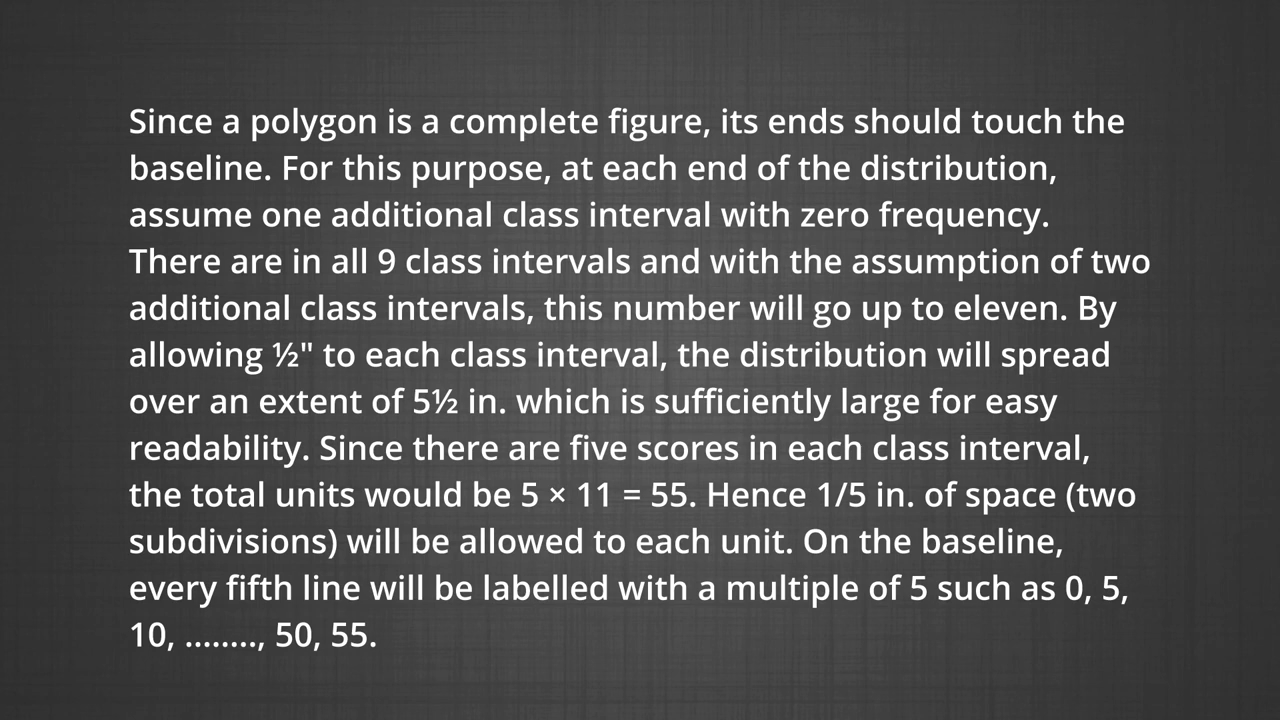 Since a polygon is a complete figure, its ends should touch the
baseline. For this purpose, at each end of the distribution,
assume one additional class interval with zero frequency.
There are in all 9 class intervals and with the assumption of two
additional class intervals, this number will go up to eleven. By
allowing ½" to each class interval, the distribution will spread
over an extent of 5½ in. which is sufficiently large for easy
readability. Since there are five scores in each class interval,
the total units would be 5 × 11 = 55. Hence 1/5 in. of space (two
subdivisions) will be allowed to each unit. On the baseline,
every fifth line will be labelled with a multiple of 5 such as 0, 5,
10, ........, 50, 55.